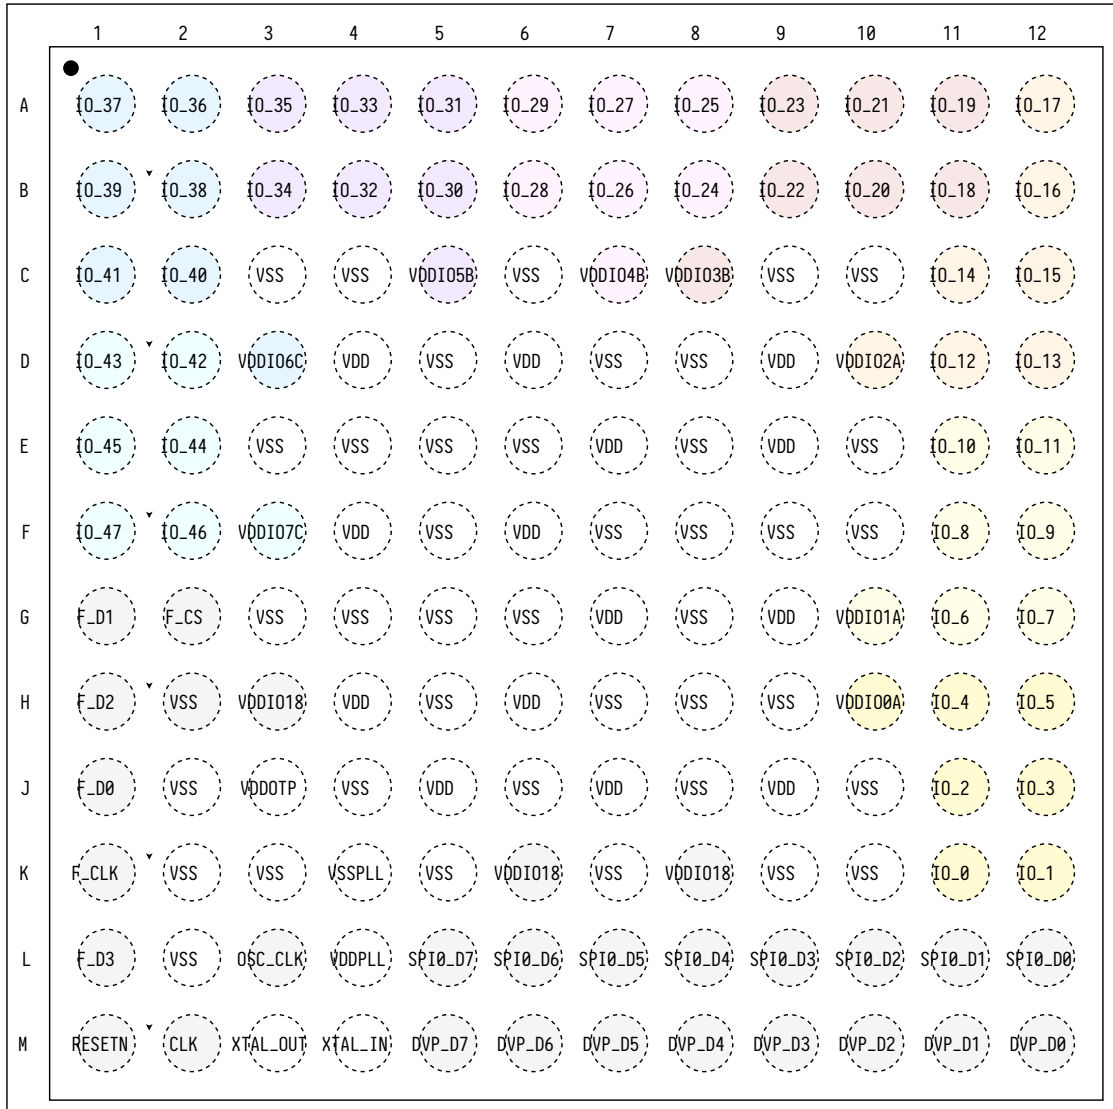 1 2 3 4 5 6 7 8 9 10 11 12
A IO_37 IO_36 IO_35 IO_33 IO_31 IO_29 IO_27 IO_25 IO_23 IO_21 IO_19 IO_17
B IO_39 IO_38 IO_34 IO_32 IO_30 IO_28 IO_26 IO_24 IO_22 IO_20 IO_18 IO_16
C IO_41 IO_40 VSS VSS VDDIO5B VSS VDDIO4B VDDIO3B VSS VSS IO_14 IO_15
D IO_43 IO_42 VDDIO6C VDD VSS VDD VSS VSS VDD VDDIO2A IO_12 IO_13
E IO_45 IO_44 VSS VSS VSS VSS VDD VSS VDD VSS IO_10 IO_11
F IO_47 IO_46 VDDIO7C VDD VSS VDD VSS VSS VSS VSS IO_8 IO_9
G F_D1 F_CS VSS VSS VSS VSS VDD VSS VDD VDDIO1A IO_6 IO_7
H F_D2 VSS VDDIO18 VDD VSS VDD VSS VSS VSS VDDIO0A IO_4 IO_5
J F_D0 VSS VDDOTP VSS VDD VSS VDD VSS VDD VSS IO_2 IO_3
K F_CLK VSS VSS VSSPLL VSS VDDIO18 VSS VDDIO18 VSS VSS IO_0 IO_1
L F_D3 VSS OSC_CLK VDDPLL SPI0_D7 SPI0_D6 SPI0_D5 SPI0_D4 SPI0_D3 SPI0_D2 SPI0_D1 SPI0_D0
M RESETN CLK XTAL_OUT XTAL_IN DVP_D7 DVP_D6 DVP_D5 DVP_D4 DVP_D3 DVP_D2 DVP_D1 DVP_D0